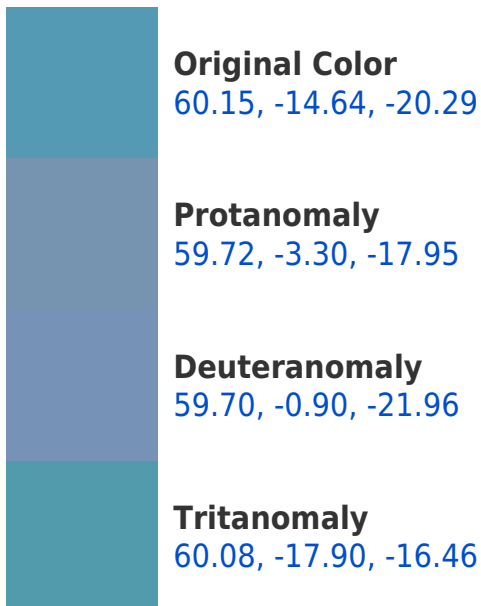 Original Color
60.15, -14.64, -20.29
Protanomaly
59.72, -3.30, -17.95
Deuteranomaly
59.70, -0.90, -21.96
Tritanomaly
60.08, -17.90, -16.46